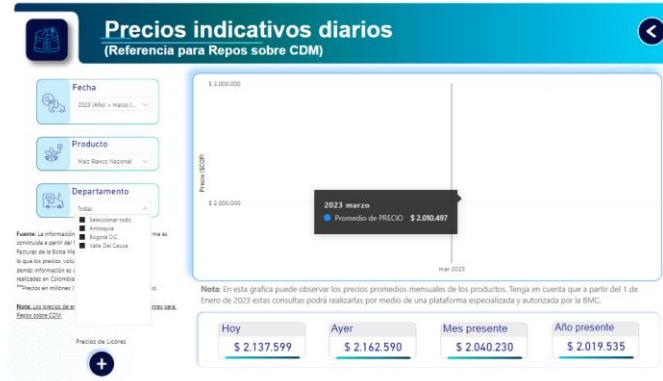 Precios indicativos diarios
(Referencia para Repos sobre CDM)
Fecha
2023 (Año) + marzo (...
Producto
Maíz Blanco Nacional
Departamento
Todas
Seleccionar todo
Antioquia
Bogotá D.C.
Valle Del Cauca
Fuente: La información
construida a partir del
Facturas de la Bolsa Me
lo que los precios, volú
demás información es
realizadas en Colombia
**Precios en millones (
Nota: Los precios de
Repos sobre CDM
Precios de Licores
+
$ 3.000.000
Precio ($COP)
$ 2.000.000
2023 marzo
Promedio de PRECIO $ 2.010.497
mar 2023
Nota: En esta grafica puede observar los precios promedios mensuales de los productos. Tenga en cuenta que a partir del 1 de
Enero de 2023 estas consultas podrá realizarlas por medio de una plataforma especializada y autorizada por la BMC.
Hoy
$ 2.137.599
Ayer
$ 2.162.590
Mes presente
$ 2.040.230
Año presente
$ 2.019.535